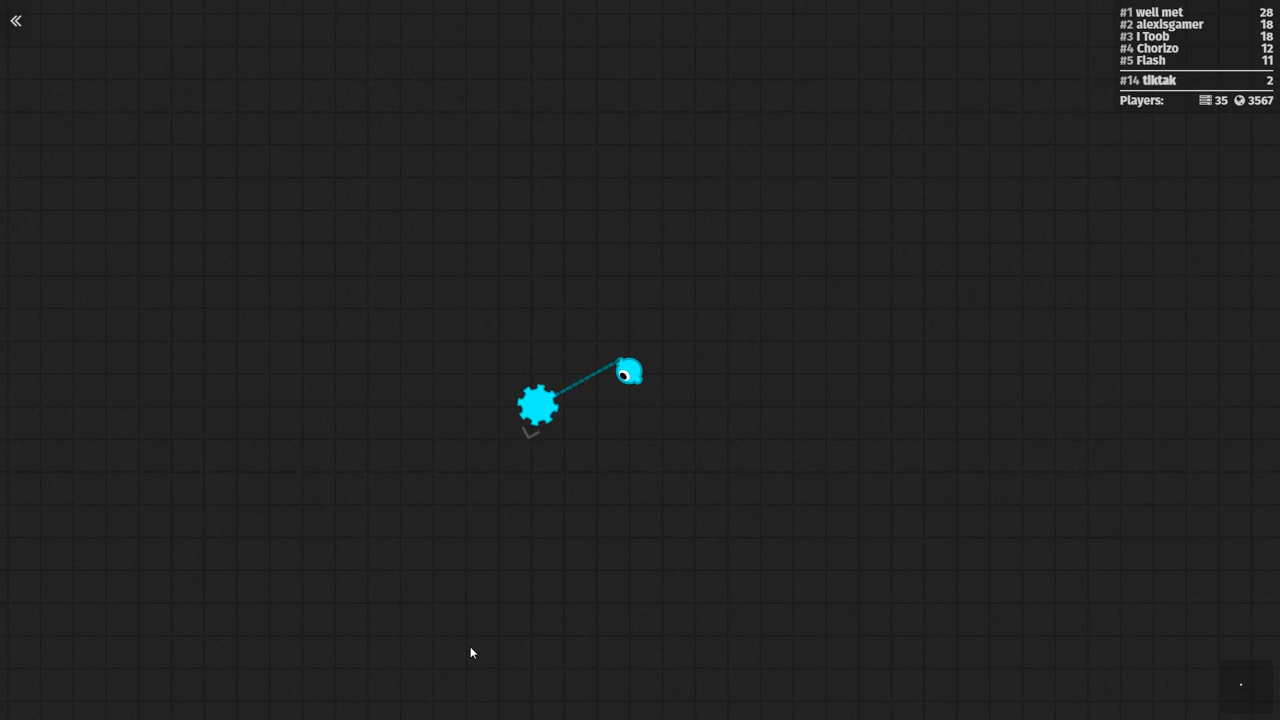 #1 well met 28
#2 alexisgamer 18
#3 I Toob 18
#4 Chorizo 12
#5 Flash 11
#14 tiktak 2
Players: 35 3567